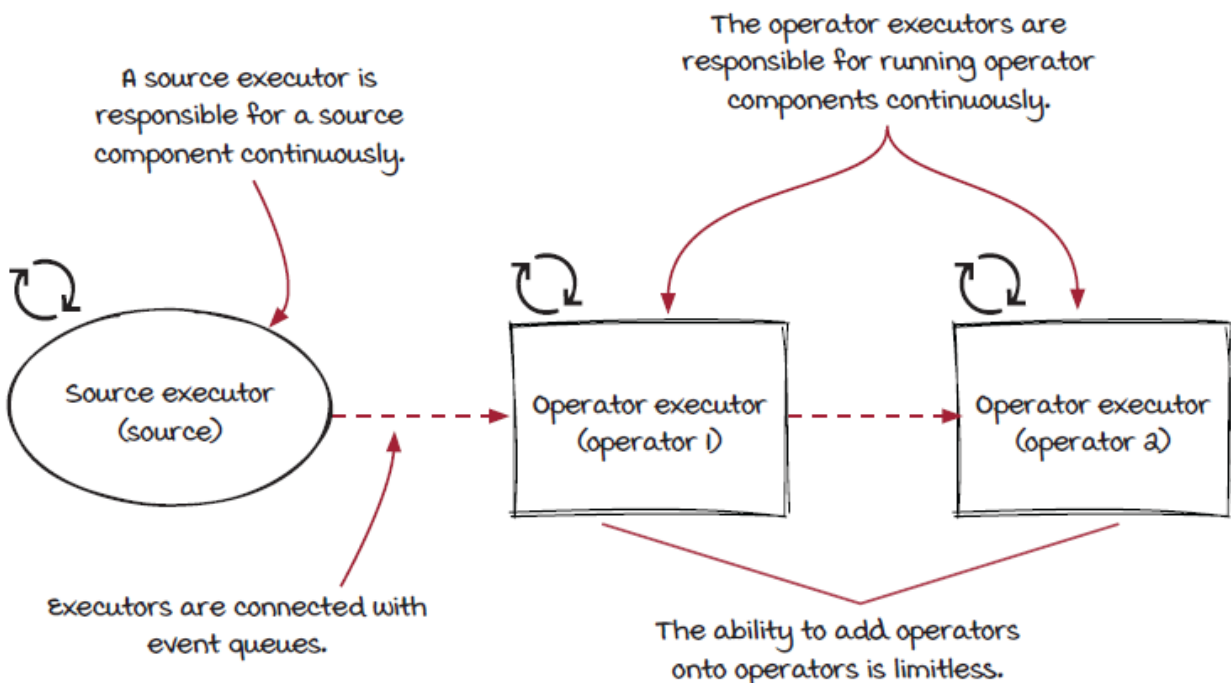 The operator executors are
responsible for running operator
components continuously.
A source executor is
responsible for a source
component continuously.
Source executor
(source)
Operator executor
(operator 1)
Operator executor
(operator 2)
Executors are connected with
event queues.
The ability to add operators
onto operators is limitless.